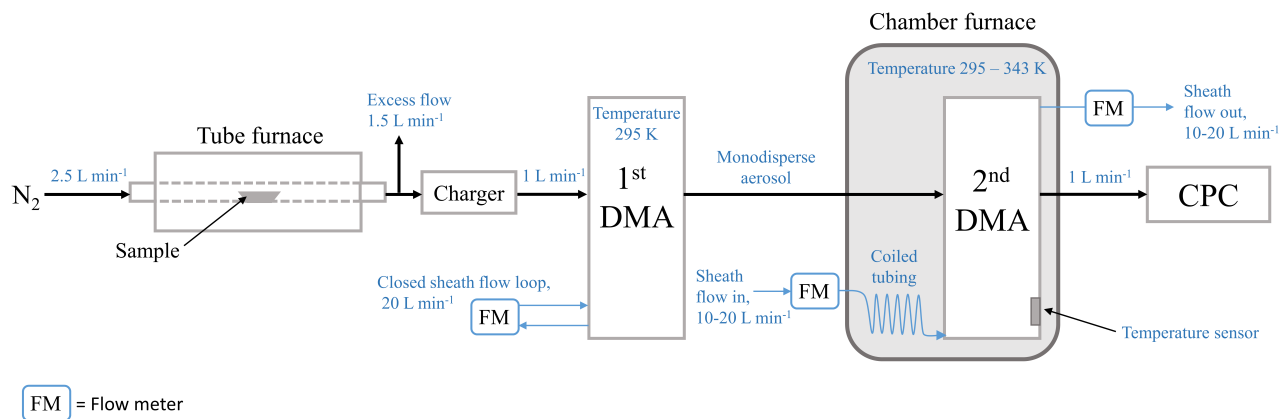 Chamber furnace
Temperature 295 – 343 K
Excess flow
1.5 L min⁻¹
Tube furnace
Temperature
295 K
FM
Sheath
flow out,
10-20 L min⁻¹
2.5 L min⁻¹
N₂
Sample
Charger
1 L min⁻¹
1st
DMA
Monodisperse
aerosol
2nd
DMA
1 L min⁻¹
CPC
Closed sheath flow loop,
20 L min⁻¹
FM
Sheath
flow in,
10-20 L min⁻¹
FM
Coiled
tubing
Temperature sensor
FM = Flow meter